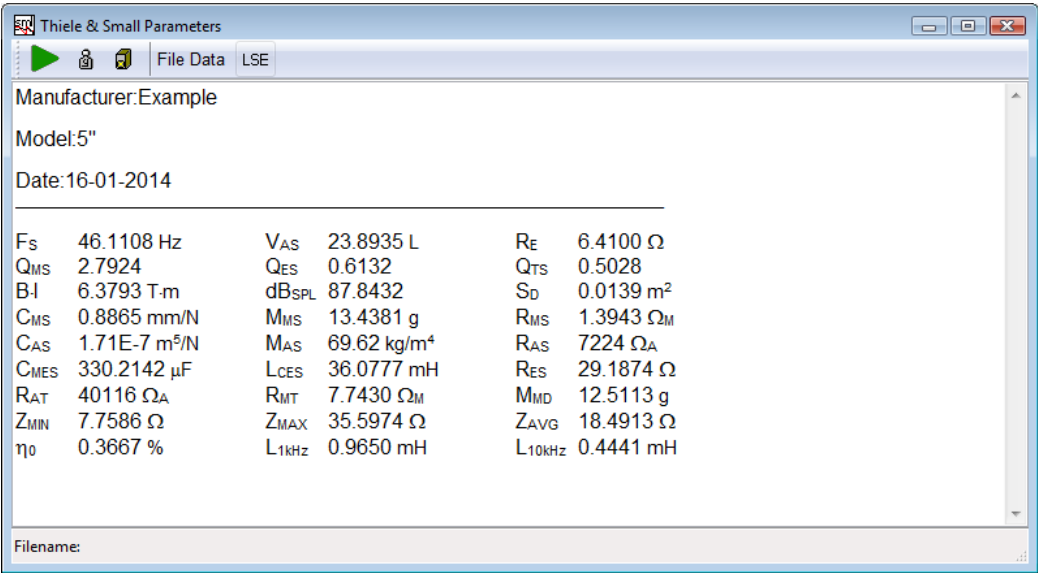 Thiele & Small Parameters
File Data LSE
Manufacturer:Example
Model:5"
Date:16-01-2014
Fs 46.1108 Hz VAS 23.8935 L RE 6.4100 Ω
QMS 2.7924 QES 0.6132 QTS 0.5028
B·l 6.3793 T·m dBSPL 87.8432 SD 0.0139 m²
CMS 0.8865 mm/N MMS 13.4381 g RMS 1.3943 ΩM
CAS 1.71E-7 m⁵/N MAS 69.62 kg/m⁴ RAS 7224 ΩA
CMES 330.2142 μF LCES 36.0777 mH RES 29.1874 Ω
RAT 40116 ΩA RMT 7.7430 ΩM MMD 12.5113 g
ZMIN 7.7586 Ω ZMAX 35.5974 Ω ZAVG 18.4913 Ω
η0 0.3667 % L1kHz 0.9650 mH L10kHz 0.4441 mH
Filename: